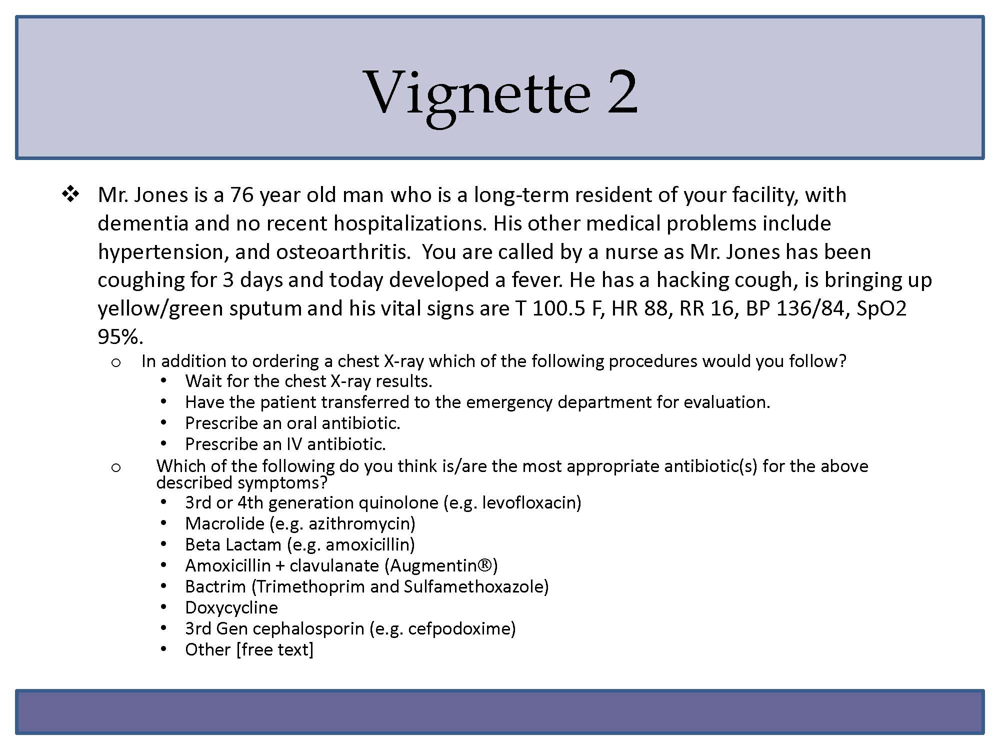 Vignette 2
❖ Mr. Jones is a 76 year old man who is a long-term resident of your facility, with
dementia and no recent hospitalizations. His other medical problems include
hypertension, and osteoarthritis.  You are called by a nurse as Mr. Jones has been
coughing for 3 days and today developed a fever. He has a hacking cough, is bringing up
yellow/green sputum and his vital signs are T 100.5 F, HR 88, RR 16, BP 136/84, SpO2
95%.
o In addition to ordering a chest X-ray which of the following procedures would you follow?
• Wait for the chest X-ray results.
• Have the patient transferred to the emergency department for evaluation.
• Prescribe an oral antibiotic.
• Prescribe an IV antibiotic.
o Which of the following do you think is/are the most appropriate antibiotic(s) for the above
described symptoms?
• 3rd or 4th generation quinolone (e.g. levofloxacin)
• Macrolide (e.g. azithromycin)
• Beta Lactam (e.g. amoxicillin)
• Amoxicillin + clavulanate (Augmentin®)
• Bactrim (Trimethoprim and Sulfamethoxazole)
• Doxycycline
• 3rd Gen cephalosporin (e.g. cefpodoxime)
• Other [free text]